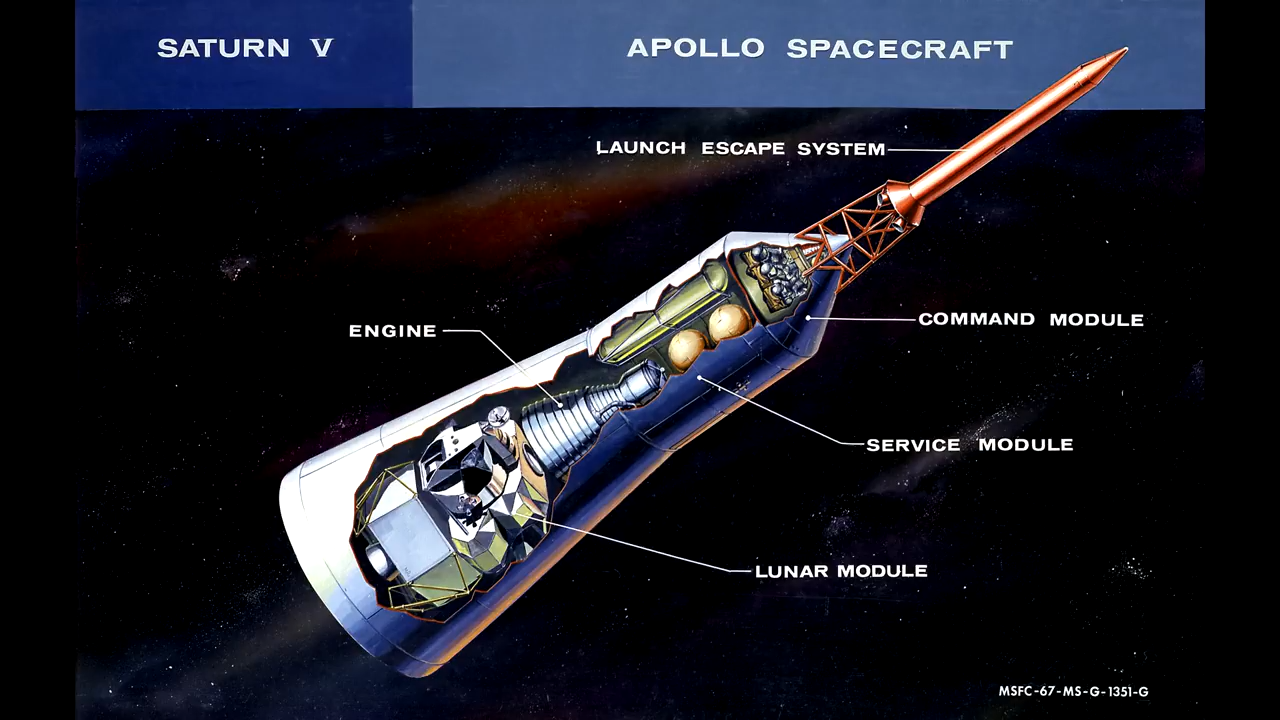 SATURN V
APOLLO SPACECRAFT
LAUNCH ESCAPE SYSTEM
COMMAND MODULE
ENGINE
SERVICE MODULE
LUNAR MODULE
MSFC-67-MS-G-1351-G